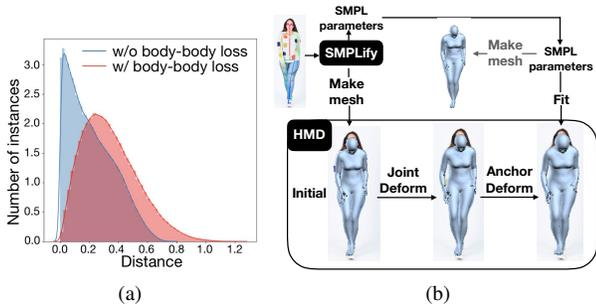 w/o body-body loss
w/ body-body loss
Number of instances
3.0
2.5
2.0
1.5
1.0
0.5
0.0
0.0
0.2
0.4
0.6
0.8
1.0
1.2
Distance
(a)
SMPL
parameters
SMPLify
Make
mesh
Make
mesh
SMPL
parameters
Fit
HMD
Initial
Joint
Deform
Anchor
Deform
(b)